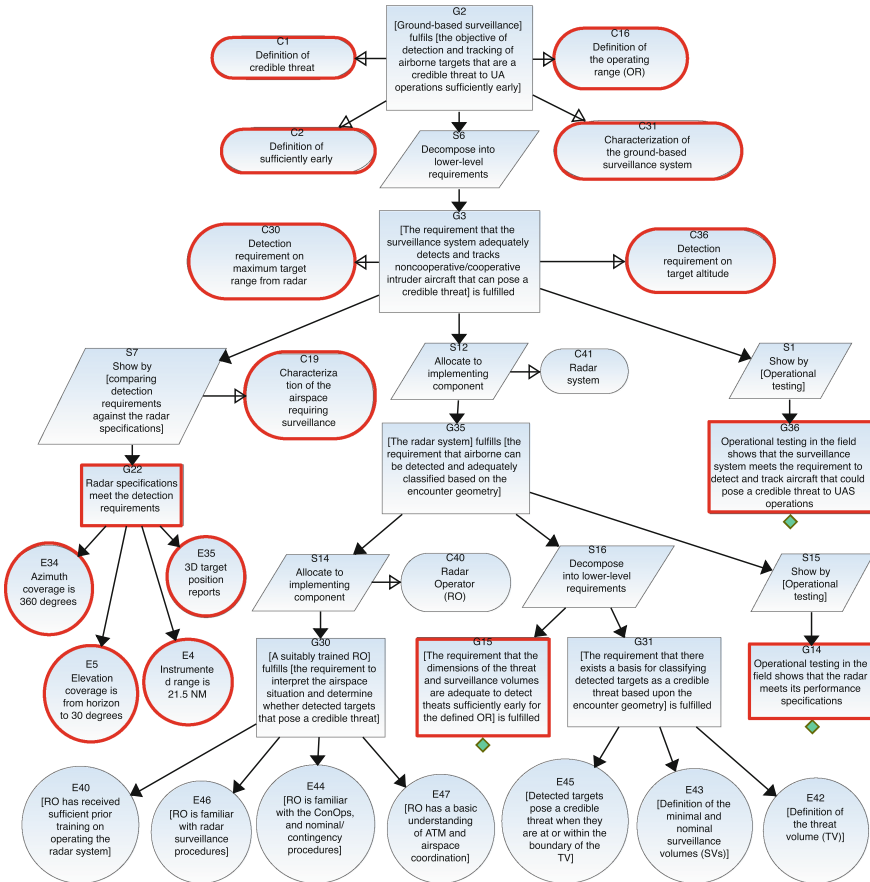 G2
[Ground-based surveillance]
fulfils [the objective of
detection and tracking of
airborne targets that are a
credible threat to UA
operations sufficiently early]
C1
Definition of
credible threat
C16
Definition of
the operating
range (OR)
C2
Definition of
sufficiently early
S6
Decompose into
lower-level
requirements
C31
Characterization of
the ground-based
surveillance system
G3
[The requirement that the
surveillance system adequately
detects and tracks
noncooperative/cooperative
intruder aircraft that can pose a
credible threat] is fulfilled
C30
Detection
requirement on
maximum target
range from radar
C36
Detection
requirement on
target altitude
S7
Show by
[comparing
detection
requirements
against the radar
specifications]
C19
Characteriza
tion of the
airspace
requiring
surveillance
S12
Allocate to
implementing
component
C41
Radar
system
S1
Show by
[Operational
testing]
G35
[The radar system] fulfills [the
requirement that airborne can
be detected and adequately
classified based on the
encounter geometry]
G36
Operational testing in the field
shows that the surveillance
system meets the requirement to
detect and track aircraft that could
pose a credible threat to UAS
operations
G22
Radar specifications
meet the detection
requirements
E34
Azimuth
coverage is
360 degrees
E35
3D target
position
reports
E5
Elevation
coverage is
from horizon
to 30 degrees
E4
Instrumente
d range is
21.5 NM
S14
Allocate to
implementing
component
C40
Radar
Operator
(RO)
S16
Decompose
into lower-level
requirements
S15
Show by
[Operational
testing]
G30
[A suitably trained RO]
fulfills [the requirement to
interpret the airspace
situation and determine
whether detected targets
that pose a credible threat]
G15
[The requirement that the
dimensions of the threat
and surveillance volumes
are adequate to detect
theats sufficiently early for
the defined OR] is fulfilled
G31
[The requirement that there
exists a basis for classifying
detected targets as a credible
threat based upon the
encounter geometry] is fulfilled
G14
Operational testing in the
field shows that the radar
meets its performance
specifications
E40
[RO has received
sufficient prior
training on
operating the
radar system]
E46
[RO is familiar
with radar
surveillance
procedures]
E44
[RO is familiar
with the ConOps,
and nominal/
contingency
procedures]
E47
[RO has a basic
understanding
of ATM and
airspace
coordination]
E45
[Detected targets
pose a credible
threat when they
are at or within the
boundary of the
TV]
E43
[Definition of the
minimal and
nominal
surveillance
volumes (SVs)]
E42
[Definition of
the threat
volume (TV)]